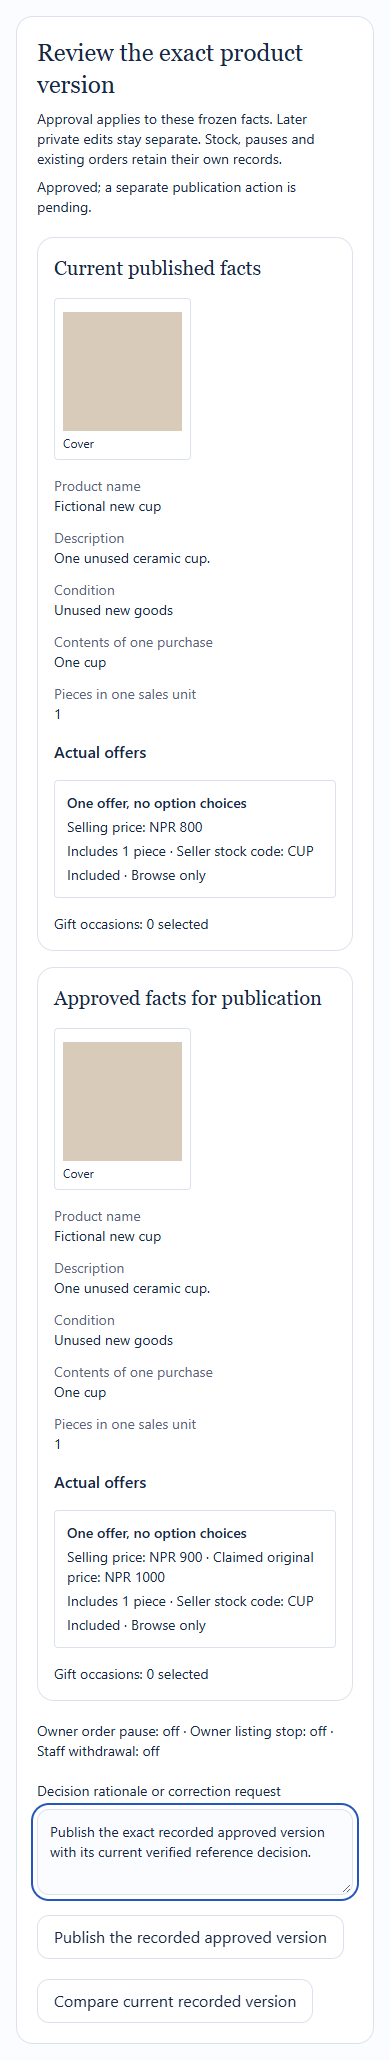 Review the exact product
version
Approval applies to these frozen facts. Later
private edits stay separate. Stock, pauses and
existing orders retain their own records.
Approved; a separate publication action is
pending.
Current published facts
Cover
Product name
Fictional new cup
Description
One unused ceramic cup.
Condition
Unused new goods
Contents of one purchase
One cup
Pieces in one sales unit
1
Actual offers
One offer, no option choices
Selling price: NPR 800
Includes 1 piece · Seller stock code: CUP
Included · Browse only
Gift occasions: 0 selected
Approved facts for publication
Cover
Product name
Fictional new cup
Description
One unused ceramic cup.
Condition
Unused new goods
Contents of one purchase
One cup
Pieces in one sales unit
1
Actual offers
One offer, no option choices
Selling price: NPR 900 · Claimed original
price: NPR 1000
Includes 1 piece · Seller stock code: CUP
Included · Browse only
Gift occasions: 0 selected
Owner order pause: off · Owner listing stop: off ·
Staff withdrawal: off
Decision rationale or correction request
Publish the exact recorded approved version
with its current verified reference decision.
Publish the recorded approved version
Compare current recorded version